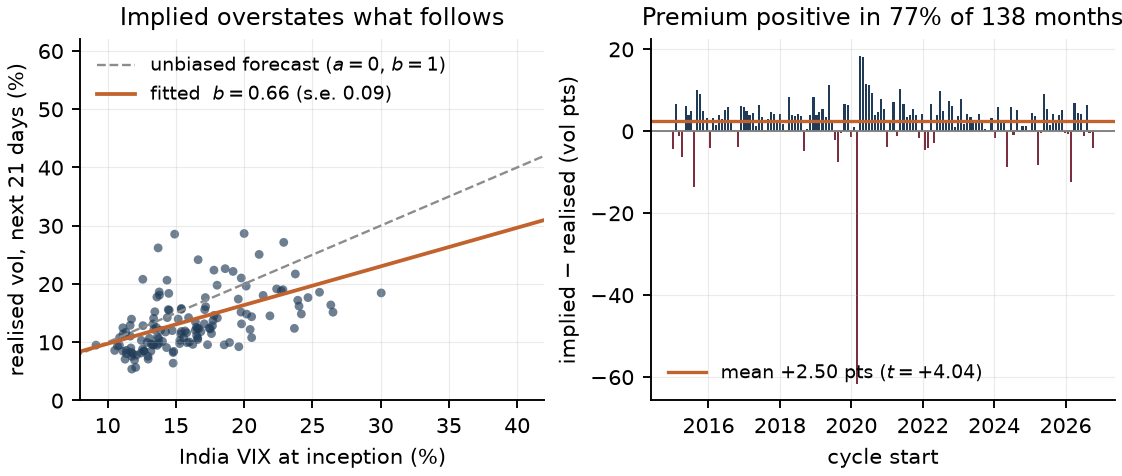 Implied overstates what follows
realised vol, next 21 days (%)
60
50
40
30
20
10
0
unbiased forecast (a = 0, b = 1)
fitted b = 0.66 (s.e. 0.09)
10 15 20 25 30 35 40
India VIX at inception (%)
Premium positive in 77% of 138 months
implied − realised (vol pts)
20
0
−20
−40
−60
mean +2.50 pts (t = +4.04)
2016 2018 2020 2022 2024 2026
cycle start